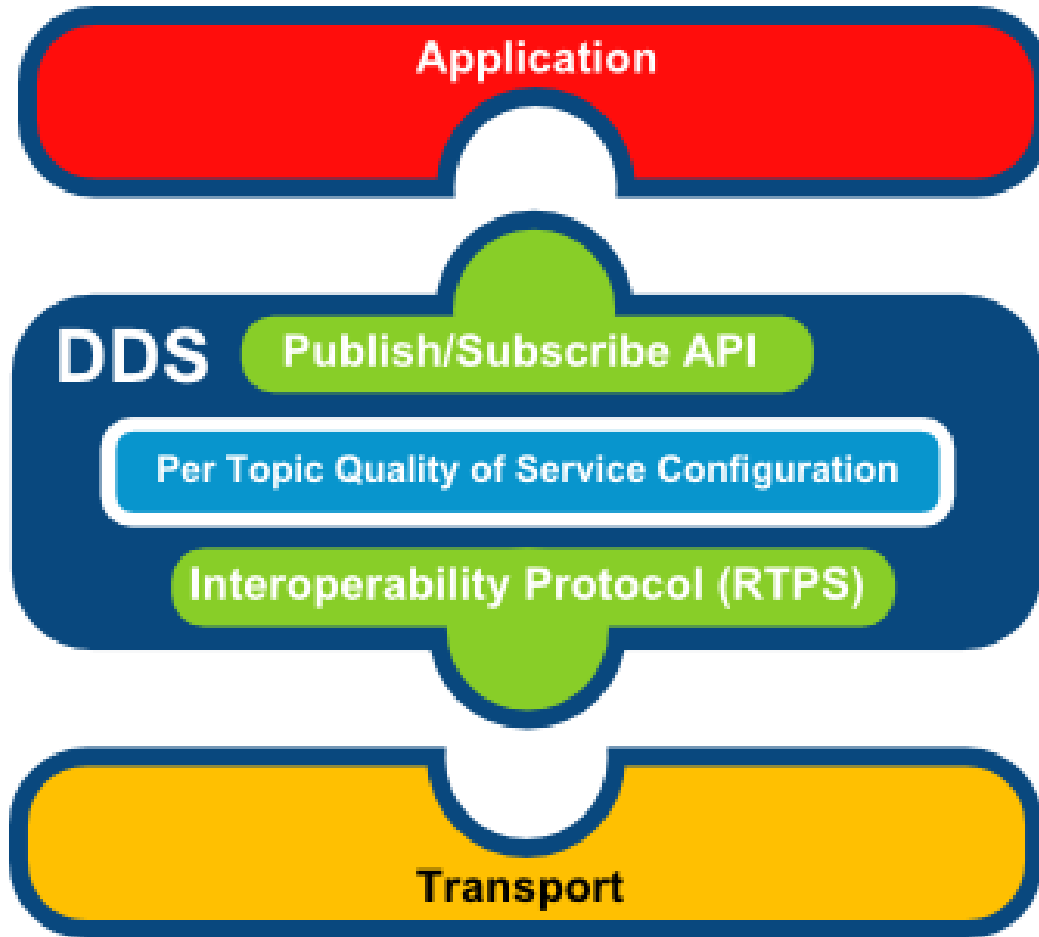 Application
DDS
Publish/Subscribe API
Per Topic Quality of Service Configuration
Interoperability Protocol (RTPS)
Transport